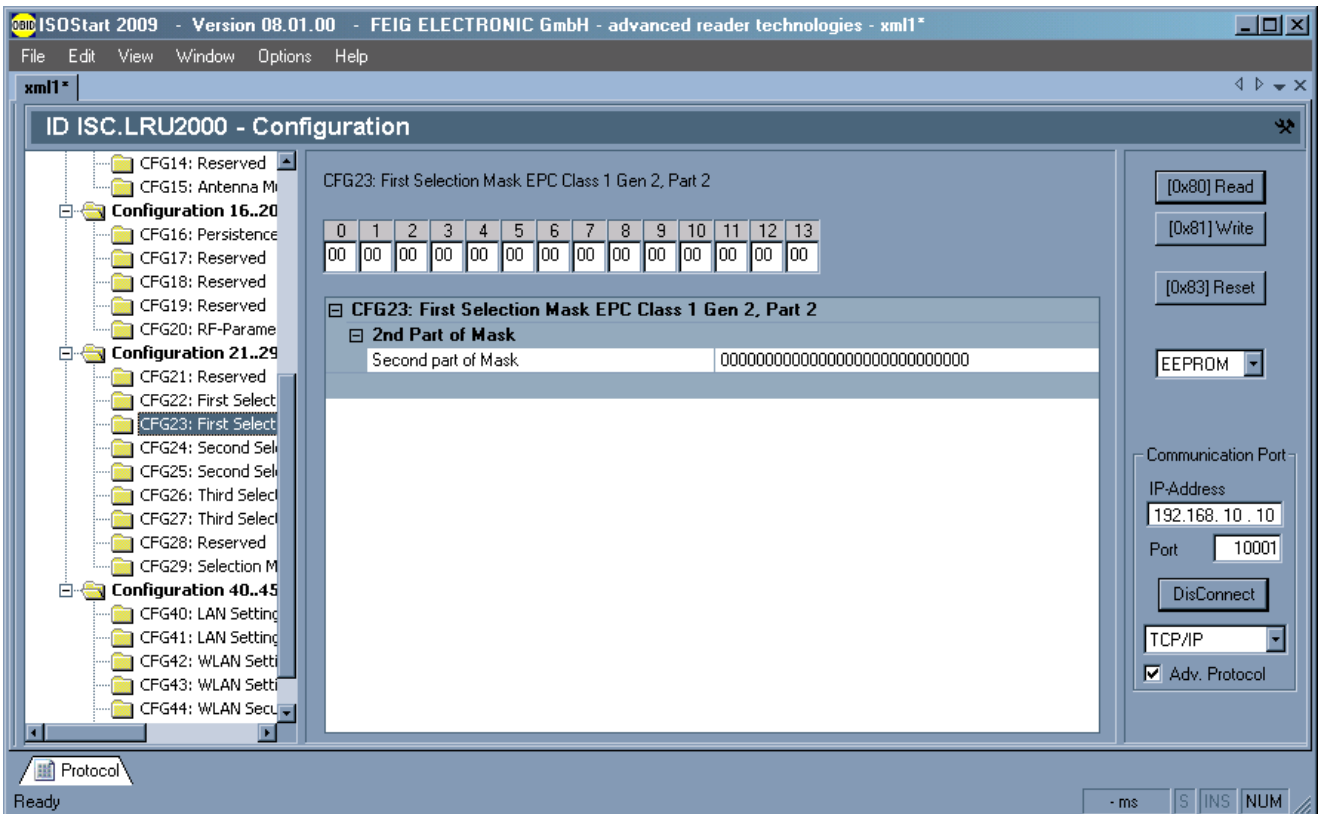 OBID ISOStart 2009 - Version 08.01.00 - FEIG ELECTRONIC GmbH - advanced reader technologies - xml1*
File Edit View Window Options Help
xml1*
ID ISC.LRU2000 - Configuration
CFG14: Reserved
CFG15: Antenna Mu
Configuration 16..20
CFG16: Persistence
CFG17: Reserved
CFG18: Reserved
CFG19: Reserved
CFG20: RF-Parame
Configuration 21..29
CFG21: Reserved
CFG22: First Select
CFG23: First Select
CFG24: Second Sele
CFG25: Second Sele
CFG26: Third Select
CFG27: Third Select
CFG28: Reserved
CFG29: Selection M
Configuration 40..45
CFG40: LAN Setting
CFG41: LAN Setting
CFG42: WLAN Setti
CFG43: WLAN Setti
CFG44: WLAN Secu
CFG23: First Selection Mask EPC Class 1 Gen 2, Part 2
0 1 2 3 4 5 6 7 8 9 10 11 12 13
00 00 00 00 00 00 00 00 00 00 00 00 00 00
CFG23: First Selection Mask EPC Class 1 Gen 2, Part 2
2nd Part of Mask
Second part of Mask 0000000000000000000000000000
[0x80] Read
[0x81] Write
[0x83] Reset
EEPROM
Communication Port
IP-Address
192.168. 10 . 10
Port 10001
DisConnect
TCP/IP
Adv. Protocol
Protocol
Ready - ms S INS NUM